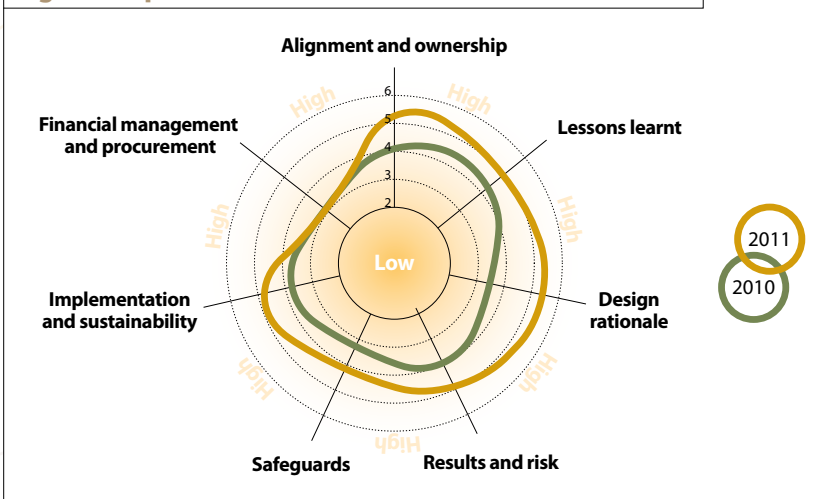 Alignment and ownership
High
High
6
5
4
3
2
Financial management
and procurement
Lessons learnt
High
High
Low
2011
2010
Implementation
and sustainability
Design
rationale
High
High
High
Safeguards
Results and risk